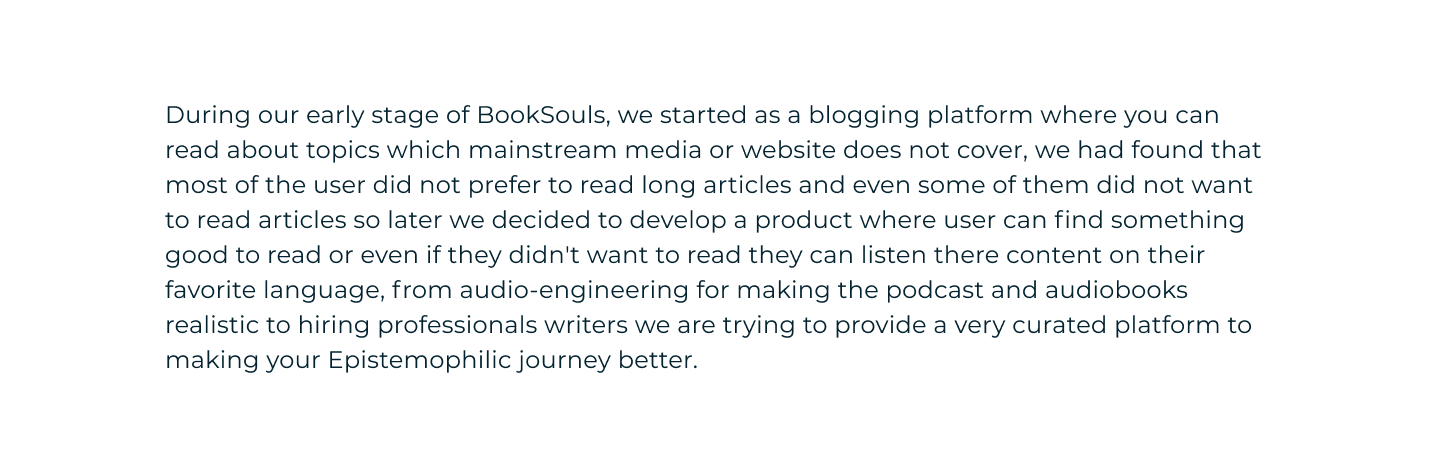 During our early stage of BookSouls, we started as a blogging platform where you can
read about topics which mainstream media or website does not cover, we had found that
most of the user did not prefer to read long articles and even some of them did not want
to read articles so later we decided to develop a product where user can find something
good to read or even if they didn't want to read they can listen there content on their
favorite language, from audio-engineering for making the podcast and audiobooks
realistic to hiring professionals writers we are trying to provide a very curated platform to
making your Epistemophilic journey better.